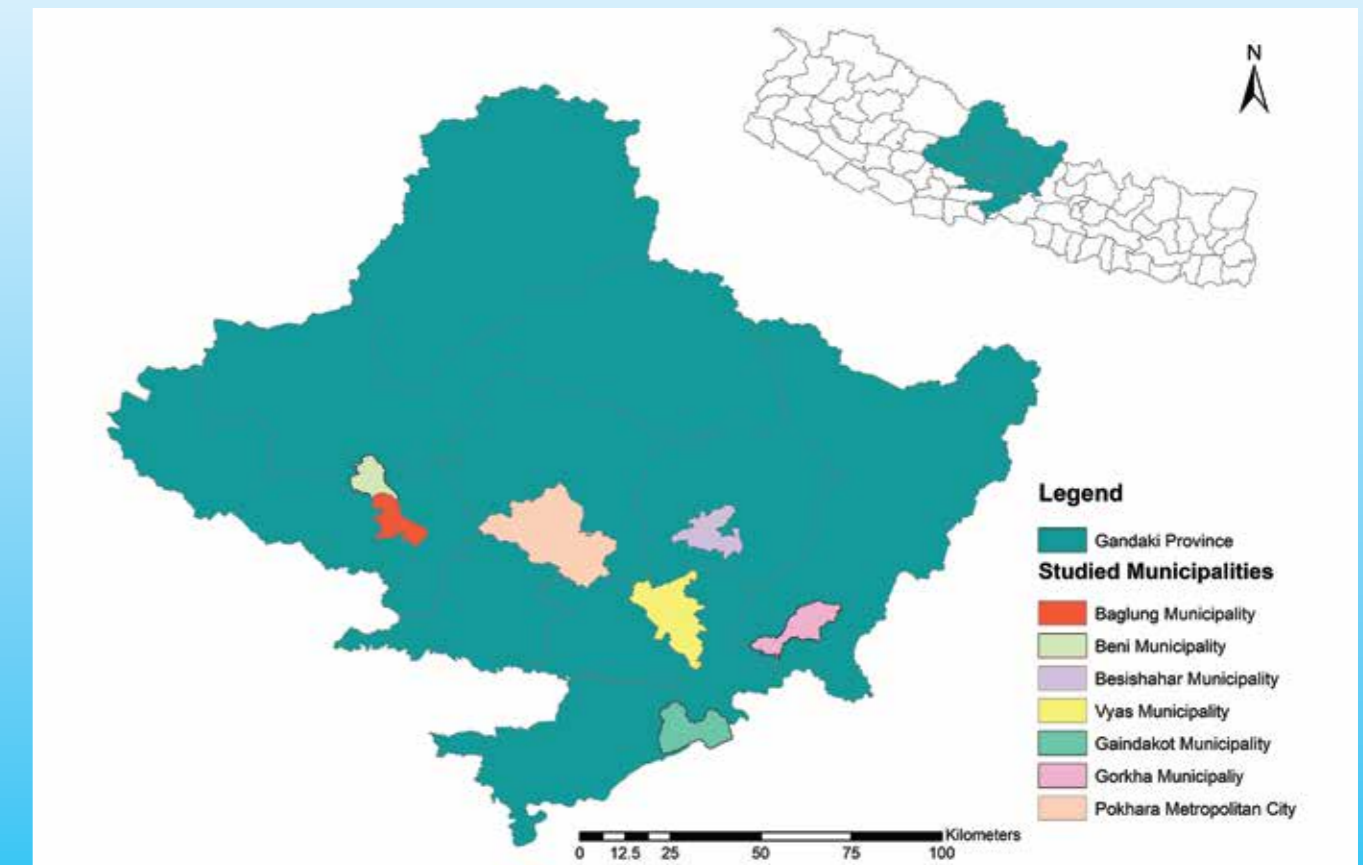 N
Legend
Gandaki Province
Studied Municipalities
Baglung Municipality
Beni Municipality
Besishahar Municipality
Vyas Municipality
Gaindakot Municipality
Gorkha Municipaliy
Pokhara Metropolitan City
Kilometers
0 12.5 25 50 75 100